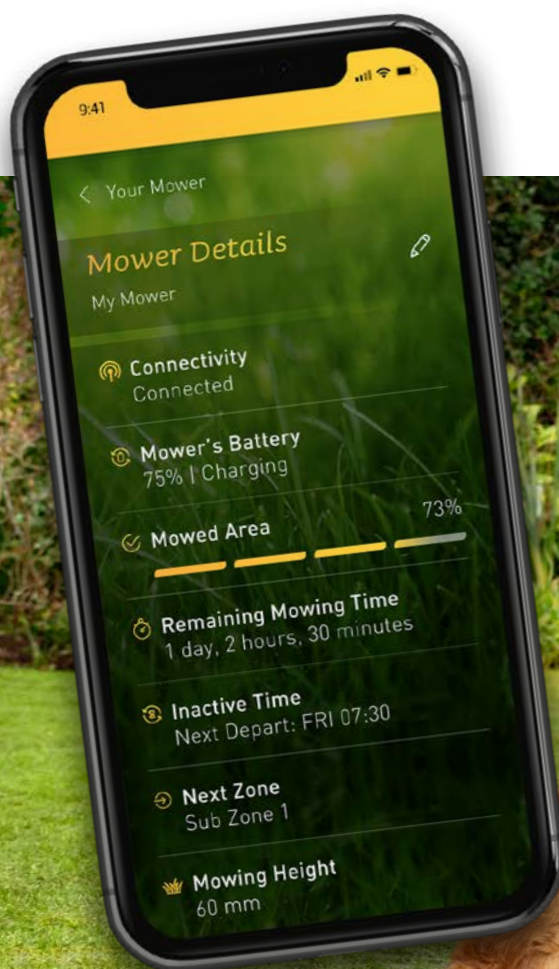 9:41
Your Mower
Mower Details
My Mower
Connectivity
Connected
Mower's Battery
75% | Charging
Mowed Area 73%
Remaining Mowing Time
1 day, 2 hours, 30 minutes
Inactive Time
Next Depart: FRI 07:30
Next Zone
Sub Zone 1
Mowing Height
60 mm